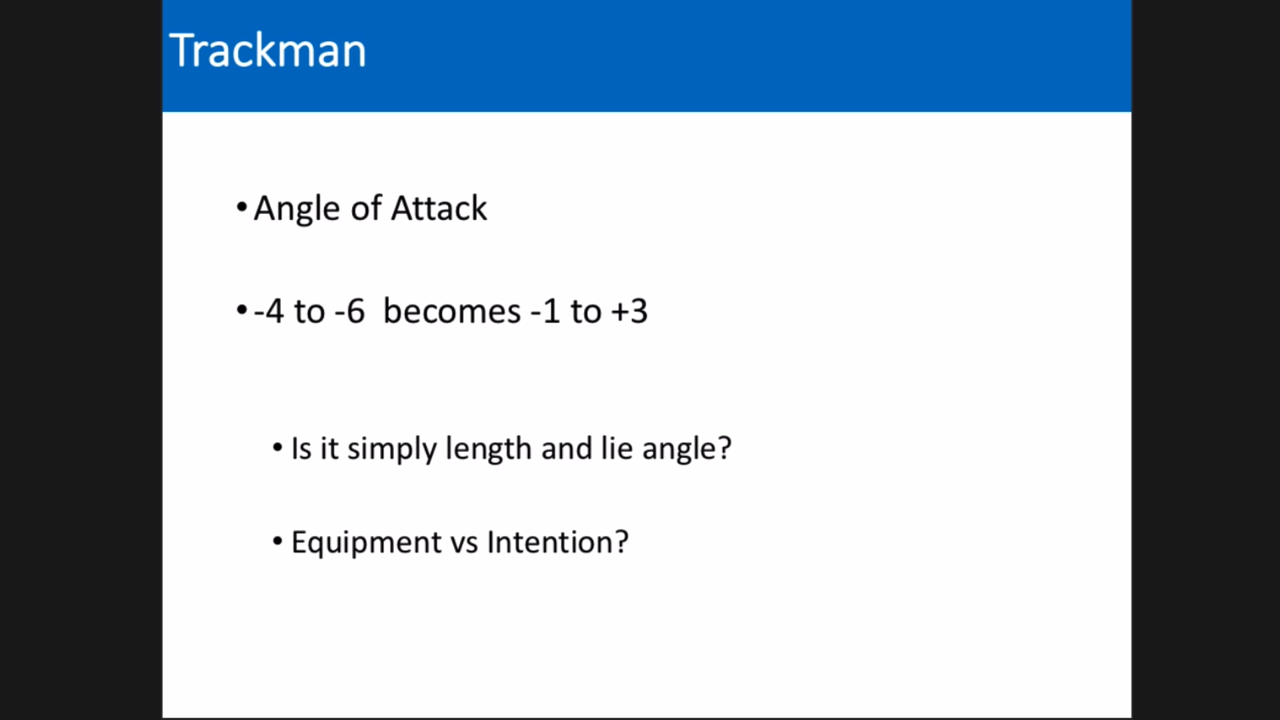 Trackman
• Angle of Attack
• -4 to -6 becomes -1 to +3
• Is it simply length and lie angle?
• Equipment vs Intention?